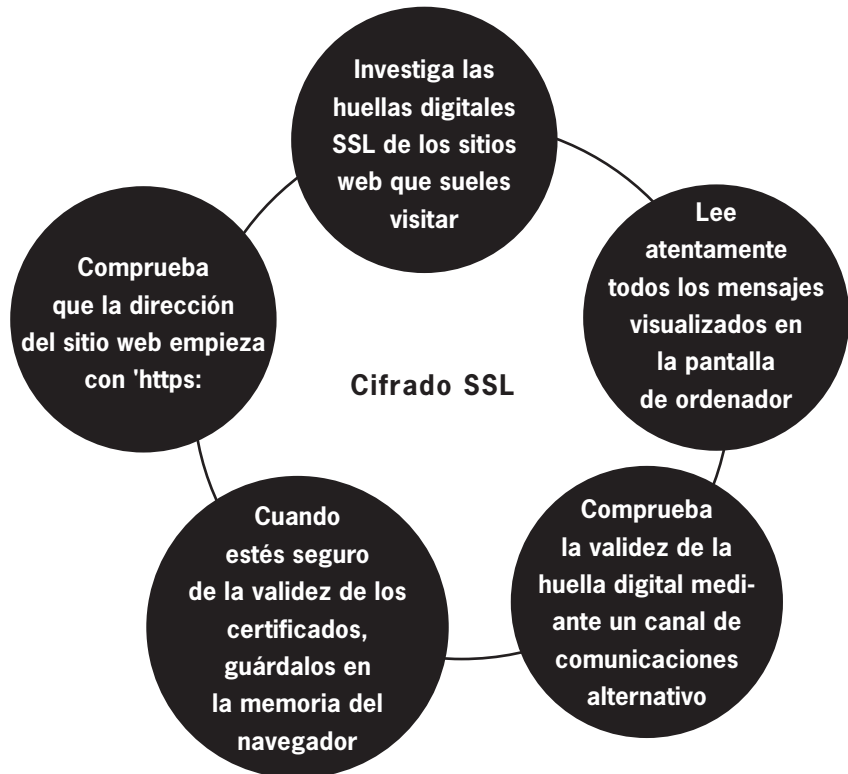 Investiga las
huellas digitales
SSL de los sitios
web que sueles
visitar
Lee
atentamente
todos los mensajes
visualizados en
la pantalla
de ordenador
Comprueba
que la dirección
del sitio web empieza
con 'https:
Cifrado SSL
Comprueba
la validez de la
huella digital medi-
ante un canal de
comunicaciones
alternativo
Cuando
estés seguro
de la validez de los
certificados,
guárdalos en
la memoria del
navegador